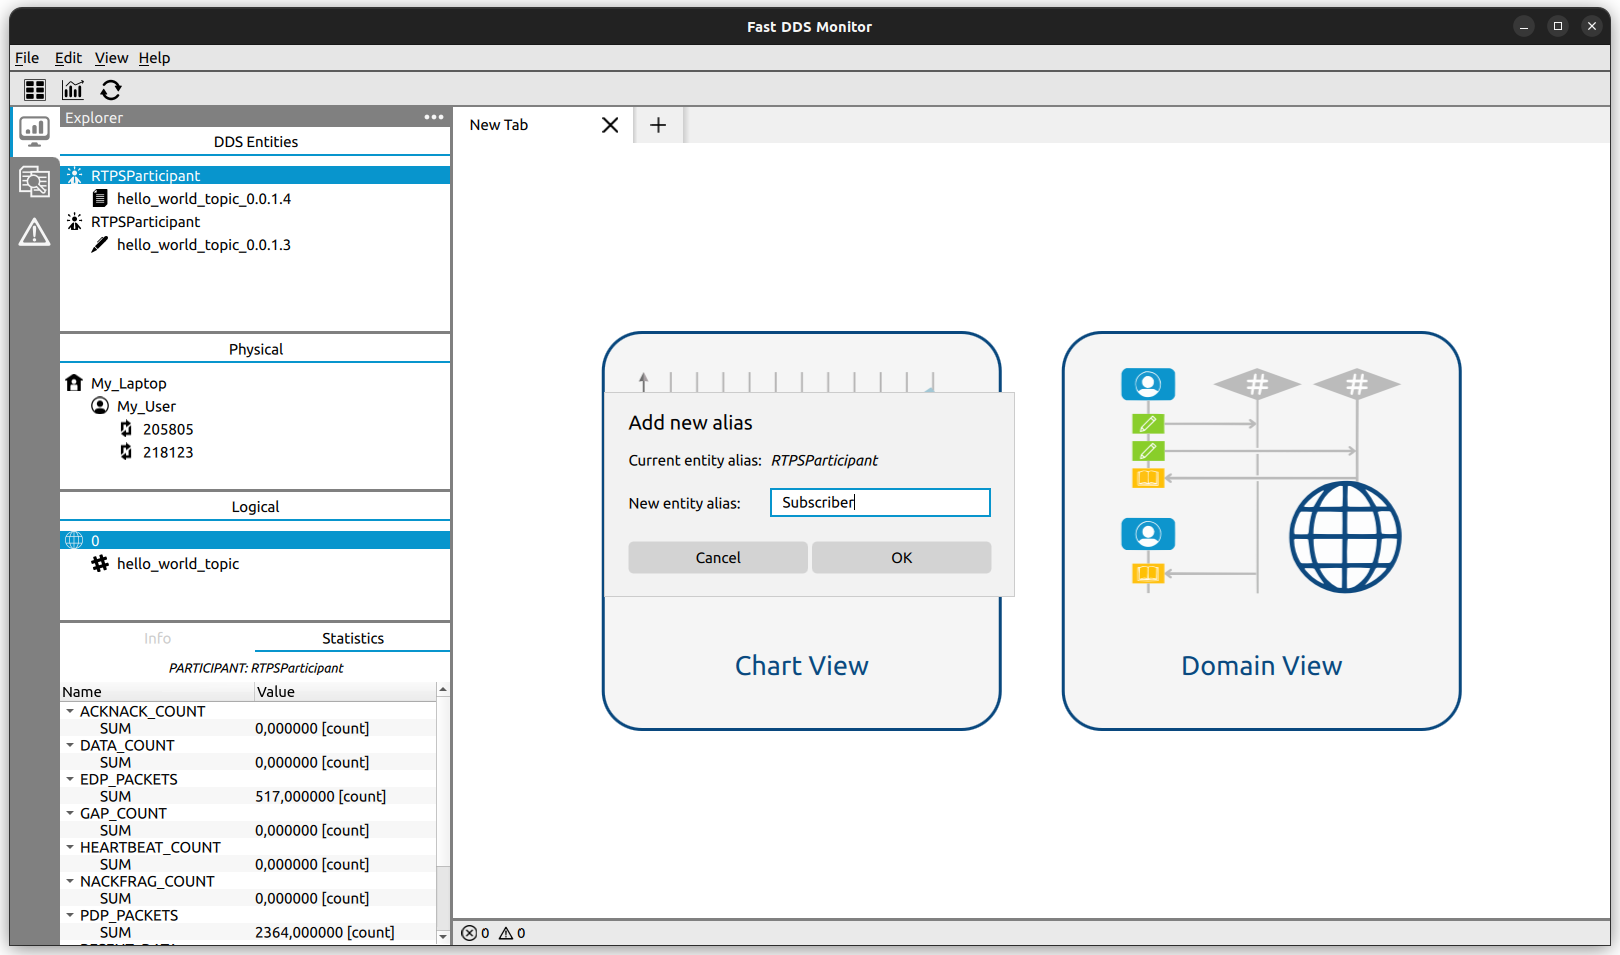 Fast DDS Monitor
File Edit View Help
Explorer
DDS Entities
RTPSParticipant
hello_world_topic_0.0.1.4
RTPSParticipant
hello_world_topic_0.0.1.3
Physical
My_Laptop
My_User
205805
218123
Logical
0
hello_world_topic
Info Statistics
PARTICIPANT: RTPSParticipant
Name Value
ACKNACK_COUNT
SUM 0,000000 [count]
DATA_COUNT
SUM 0,000000 [count]
EDP_PACKETS
SUM 517,000000 [count]
GAP_COUNT
SUM 0,000000 [count]
HEARTBEAT_COUNT
SUM 0,000000 [count]
NACKFRAG_COUNT
SUM 0,000000 [count]
PDP_PACKETS
SUM 2364,000000 [count]
New Tab
Add new alias
Current entity alias: RTPSParticipant
New entity alias: Subscriber
Cancel OK
Chart View
# #
Domain View
0 0